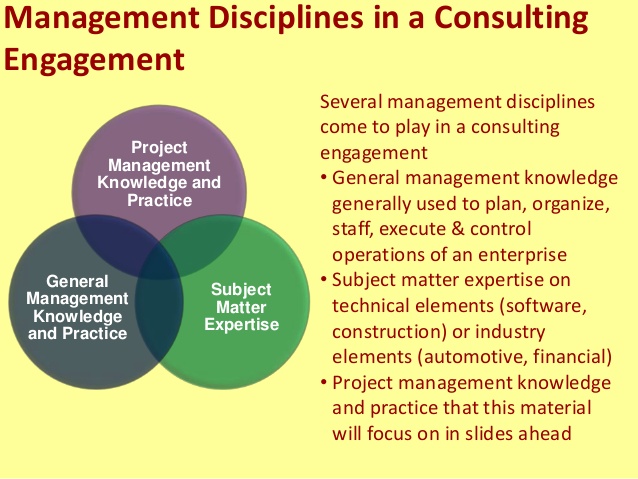 Management Disciplines in a Consulting
Engagement
Project
Management
Knowledge and
Practice
General
Management
Knowledge
and Practice
Subject
Matter
Expertise
Several management disciplines
come to play in a consulting
engagement
• General management knowledge
generally used to plan, organize,
staff, execute & control
operations of an enterprise
• Subject matter expertise on
technical elements (software,
construction) or industry
elements (automotive, financial)
• Project management knowledge
and practice that this material
will focus on in slides ahead